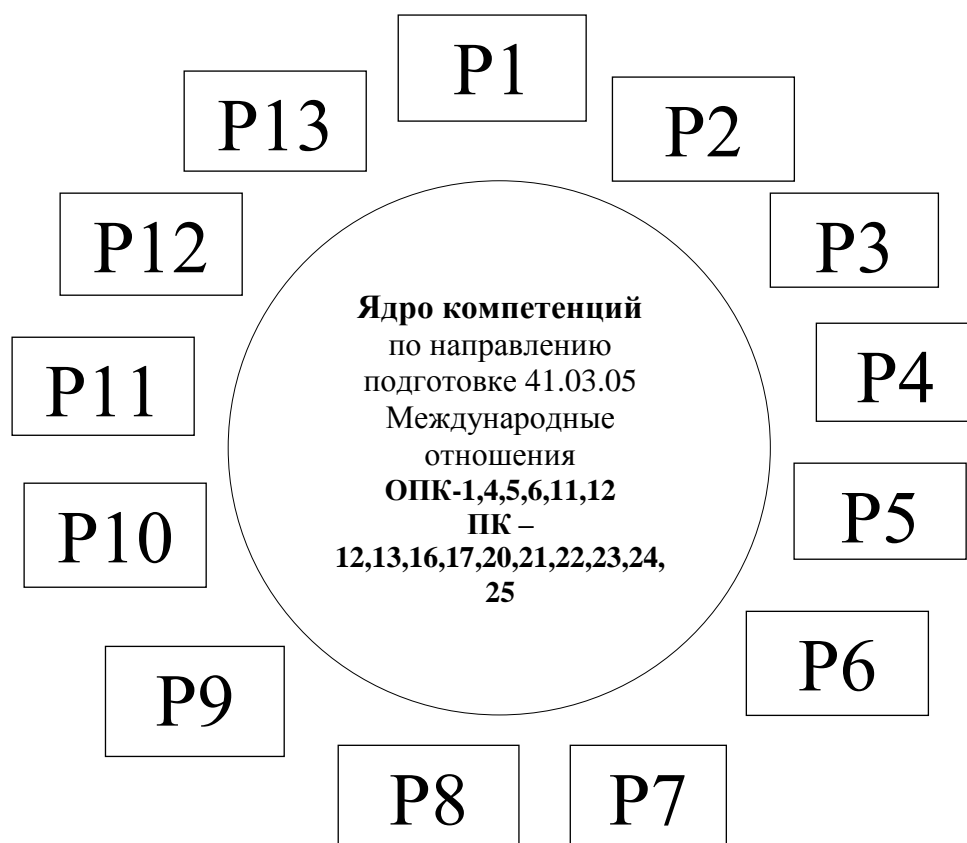 Р1
Р2
Р3
Р4
Р5
Р6
Р7
Р8
Р9
Р10
Р11
Р12
Р13
Ядро компетенций
по направлению
подготовке 41.03.05
Международные
отношения
ОПК-1,4,5,6,11,12
ПК –
12,13,16,17,20,21,22,23,24,
25